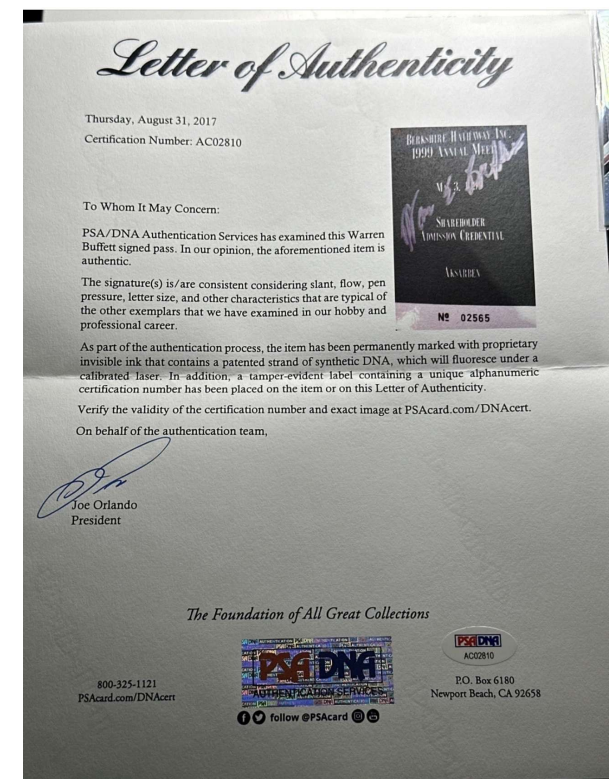 Letter of Authenticity
Thursday, August 31, 2017
Certification Number: AC02810
BERKSHIRE HATHAWAY INC.
1999 ANNUAL MEET
M 3,
SHAREHOLDER
ADMISSION CREDENTIAL
AKSARBEN
Nº 02565
To Whom It May Concern:
PSA/DNA Authentication Services has examined this Warren
Buffett signed pass. In our opinion, the aforementioned item is
authentic.
The signature(s) is/are consistent considering slant, flow, pen
pressure, letter size, and other characteristics that are typical of
the other exemplars that we have examined in our hobby and
professional career.
As part of the authentication process, the item has been permanently marked with proprietary
invisible ink that contains a patented strand of synthetic DNA, which will fluoresce under a
calibrated laser. In addition, a tamper-evident label containing a unique alphanumeric
certification number has been placed on the item or on this Letter of Authenticity.
Verify the validity of the certification number and exact image at PSAcard.com/DNAcert.
On behalf of the authentication team,
Joe Orlando
President
The Foundation of All Great Collections
800-325-1121
PSAcard.com/DNAcert
PSA DNA
AUTHENTICATION SERVICES
follow @PSAcard
PSA DNA
AC02810
P.O. Box 6180
Newport Beach, CA 92658